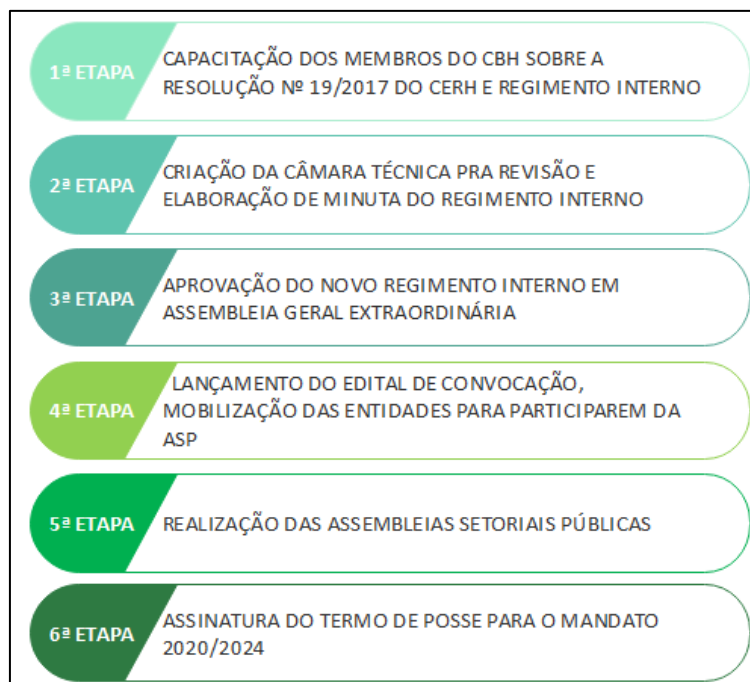 1ª ETAPA
CAPACITAÇÃO DOS MEMBROS DO CBH SOBRE A
RESOLUÇÃO Nº 19/2017 DO CERH E REGIMENTO INTERNO
2ª ETAPA
CRIAÇÃO DA CÂMARA TÉCNICA PRA REVISÃO E
ELABORAÇÃO DE MINUTA DO REGIMENTO INTERNO
3ª ETAPA
APROVAÇÃO DO NOVO REGIMENTO INTERNO EM
ASSEMBLEIA GERAL EXTRAORDINÁRIA
4ª ETAPA
LANÇAMENTO DO EDITAL DE CONVOCAÇÃO,
MOBILIZAÇÃO DAS ENTIDADES PARA PARTICIPAREM DA
ASP
5ª ETAPA
REALIZAÇÃO DAS ASSEMBLEIAS SETORIAIS PÚBLICAS
6ª ETAPA
ASSINATURA DO TERMO DE POSSE PARA O MANDATO
2020/2024